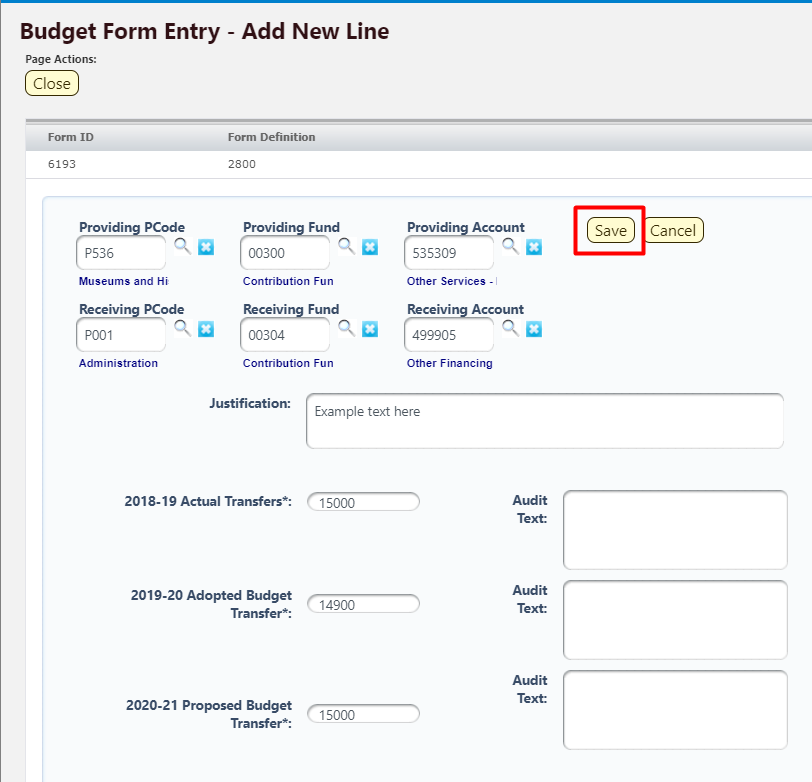 Budget Form Entry - Add New Line
Page Actions:
Close
Form ID Form Definition
6193 2800
Providing PCode Providing Fund Providing Account
P536 00300 535309 Save Cancel
Museums and Hi Contribution Fun Other Services -
Receiving PCode Receiving Fund Receiving Account
P001 00304 499905
Administration Contribution Fun Other Financing
Justification: Example text here
2018-19 Actual Transfers*: 15000 Audit
Text:
2019-20 Adopted Budget Audit
Transfer*: 14900 Text:
2020-21 Proposed Budget Audit
Transfer*: 15000 Text: